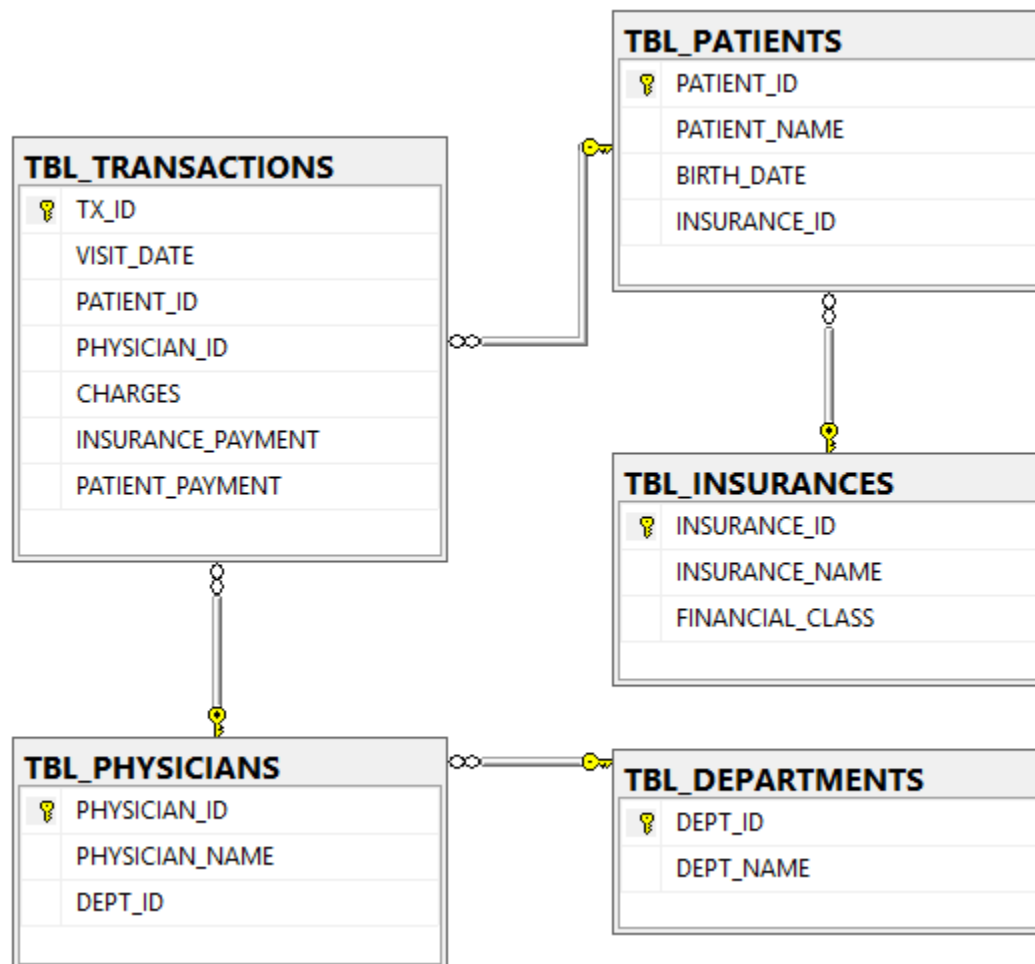 TBL_PATIENTS
PATIENT_ID
PATIENT_NAME
BIRTH_DATE
INSURANCE_ID
TBL_TRANSACTIONS
TX_ID
VISIT_DATE
PATIENT_ID
PHYSICIAN_ID
CHARGES
INSURANCE_PAYMENT
PATIENT_PAYMENT
TBL_INSURANCES
INSURANCE_ID
INSURANCE_NAME
FINANCIAL_CLASS
TBL_PHYSICIANS
PHYSICIAN_ID
PHYSICIAN_NAME
DEPT_ID
TBL_DEPARTMENTS
DEPT_ID
DEPT_NAME